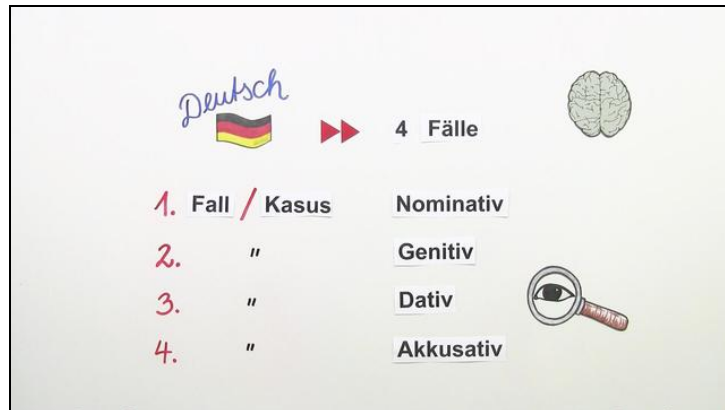 Deutsch
4 Fälle
1. Fall / Kasus Nominativ
2. " Genitiv
3. " Dativ
4. " Akkusativ